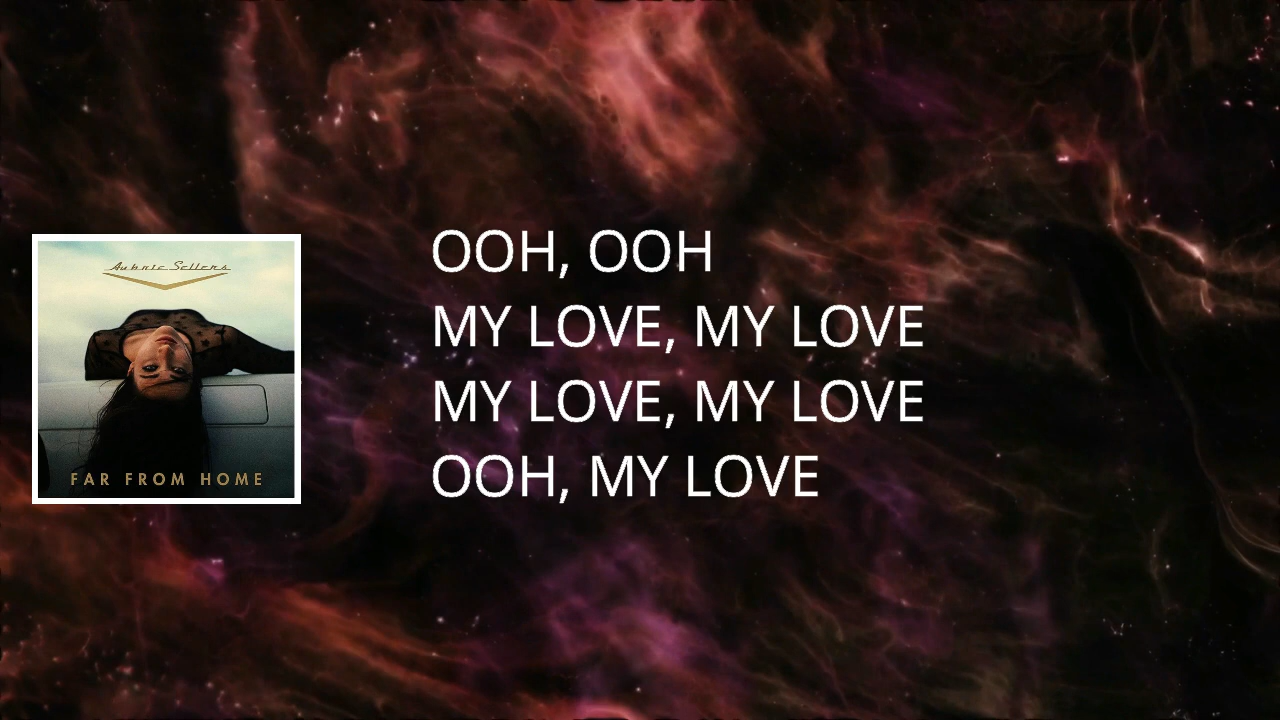 Aubrie Sellers
FAR FROM HOME
OOH, OOH
MY LOVE, MY LOVE
MY LOVE, MY LOVE
OOH, MY LOVE